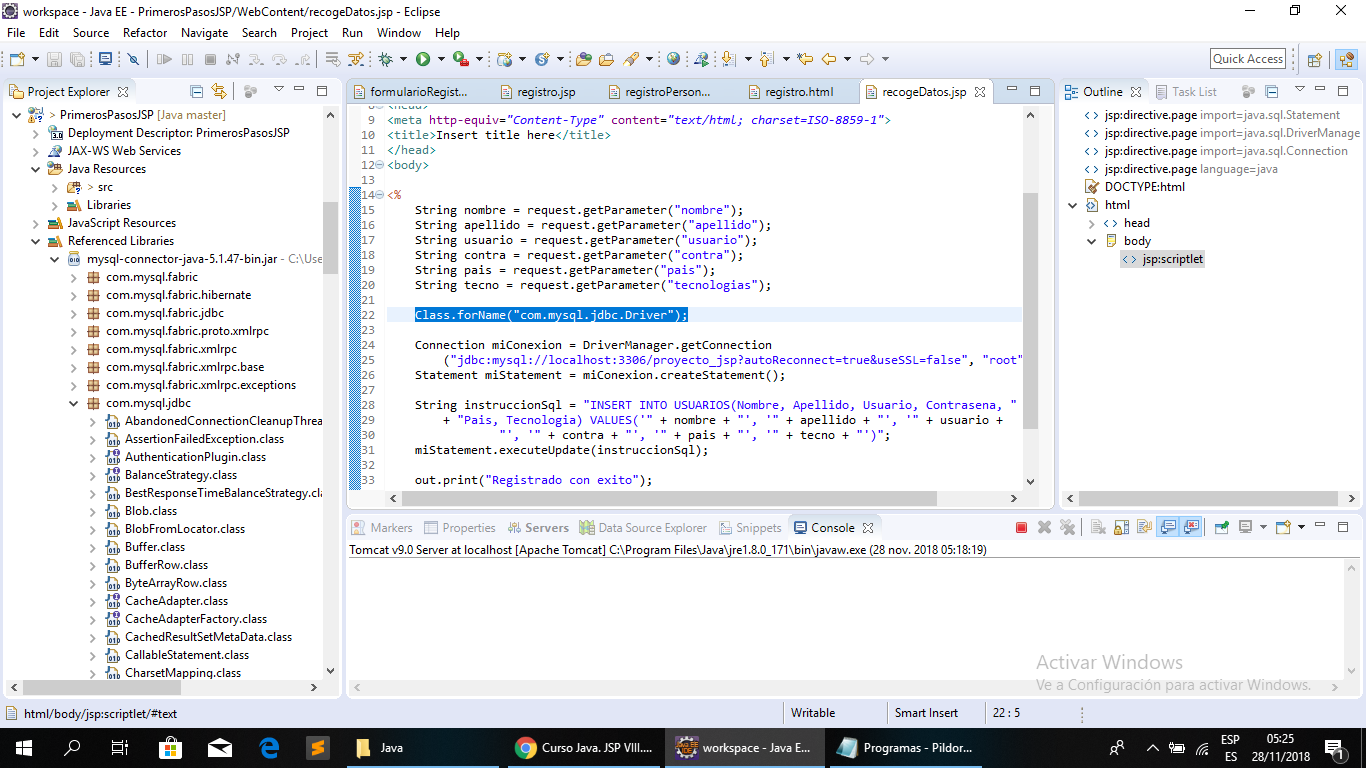 workspace - Java EE - PrimerosPasosJSP/WebContent/recogeDatos.jsp - Eclipse
File Edit Source Refactor Navigate Search Project Run Window Help
Quick Access
Project Explorer
> PrimerosPasosJSP [Java master]
Deployment Descriptor: PrimerosPasosJSP
JAX-WS Web Services
Java Resources
> src
Libraries
JavaScript Resources
Referenced Libraries
mysql-connector-java-5.1.47-bin.jar - C:\Use
com.mysql.fabric
com.mysql.fabric.hibernate
com.mysql.fabric.jdbc
com.mysql.fabric.proto.xmlrpc
com.mysql.fabric.xmlrpc
com.mysql.fabric.xmlrpc.base
com.mysql.fabric.xmlrpc.exceptions
com.mysql.jdbc
AbandonedConnectionCleanupThrea
AssertionFailedException.class
AuthenticationPlugin.class
BalanceStrategy.class
BestResponseTimeBalanceStrategy.cla
Blob.class
BlobFromLocator.class
Buffer.class
BufferRow.class
ByteArrayRow.class
CacheAdapter.class
CacheAdapterFactory.class
CachedResultSetMetaData.class
CallableStatement.class
CharsetMapping.class
formularioRegist... registro.jsp registroPerson... registro.html recogeDatos.jsp
8 <head>
9 <meta http-equiv="Content-Type" content="text/html; charset=ISO-8859-1">
10 <title>Insert title here</title>
11 </head>
12 <body>
13
14 <%
15 String nombre = request.getParameter("nombre");
16 String apellido = request.getParameter("apellido");
17 String usuario = request.getParameter("usuario");
18 String contra = request.getParameter("contra");
19 String pais = request.getParameter("pais");
20 String tecno = request.getParameter("tecnologias");
21
22 Class.forName("com.mysql.jdbc.Driver");
23
24 Connection miConexion = DriverManager.getConnection
25 ("jdbc:mysql://localhost:3306/proyecto_jsp?autoReconnect=true&useSSL=false", "root"
26 Statement miStatement = miConexion.createStatement();
27
28 String instruccionSql = "INSERT INTO USUARIOS(Nombre, Apellido, Usuario, Contrasena, "
29 + "Pais, Tecnologia) VALUES('" + nombre + "', '" + apellido + "', '" + usuario +
30 "', '" + contra + "', '" + pais + "', '" + tecno + "')";
31 miStatement.executeUpdate(instruccionSql);
32
33 out.print("Registrado con exito");
Outline Task List
jsp:directive.page import=java.sql.Statement
jsp:directive.page import=java.sql.DriverManage
jsp:directive.page import=java.sql.Connection
jsp:directive.page language=java
DOCTYPE:html
html
head
body
jsp:scriptlet
Markers Properties Servers Data Source Explorer Snippets Console
Tomcat v9.0 Server at localhost [Apache Tomcat] C:\Program Files\Java\jre1.8.0_171\bin\javaw.exe (28 nov. 2018 05:18:19)
Activar Windows
Ve a Configuración para activar Windows.
html/body/jsp:scriptlet/#text Writable Smart Insert 22 : 5
Java Curso Java. JSP VIII.... workspace - Java E... Programas - Pildor...
ESP
ES
05:25
28/11/2018
1